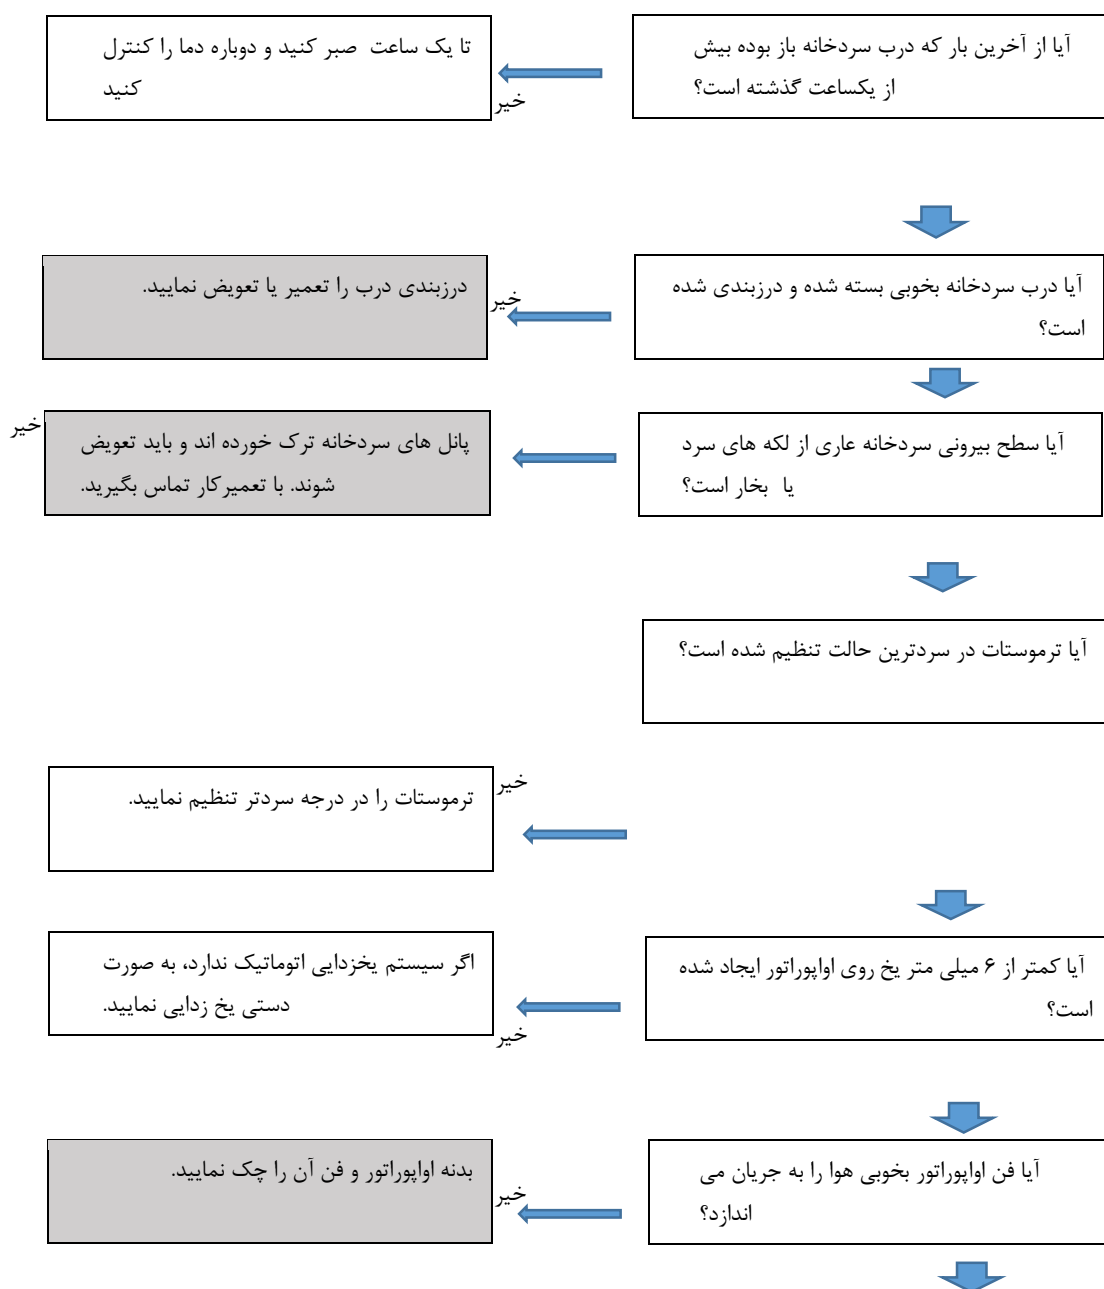 آیا از آخرین بار که درب سردخانه باز بوده بیش
از یکساعت گذشته است؟
خیر
تا یک ساعت صبر کنید و دوباره دما را کنترل
کنید
آیا درب سردخانه بخوبی بسته شده و درزبندی شده
است؟
خیر
درزبندی درب را تعمیر یا تعویض نمایید.
آیا سطح بیرونی سردخانه عاری از لکه های سرد
یا بخار است؟
خیر
پانل های سردخانه ترک خورده اند و باید تعویض
شوند. با تعمیرکار تماس بگیرید.
آیا ترموستات در سردترین حالت تنظیم شده است؟
خیر
ترموستات را در درجه سردتر تنظیم نمایید.
آیا کمتر از ۶ میلی متر یخ روی اواپوراتور ایجاد شده
است؟
خیر
اگر سیستم یخزدایی اتوماتیک ندارد، به صورت
دستی یخ زدایی نمایید.
آیا فن اواپوراتور بخوبی هوا را به جریان می
اندازد؟
خیر
بدنه اواپوراتور و فن آن را چک نمایید.